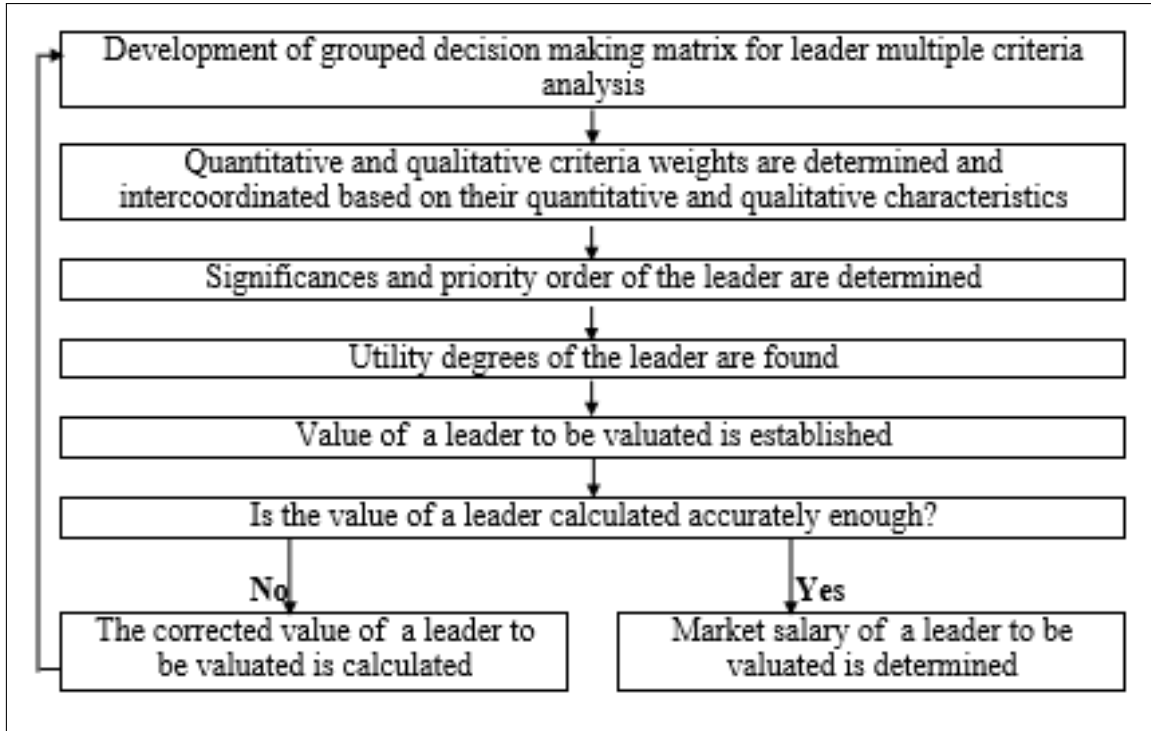 Development of grouped decision making matrix for leader multiple criteria
analysis
Quantitative and qualitative criteria weights are determined and
intercoordinated based on their quantitative and qualitative characteristics
Significances and priority order of the leader are determined
Utility degrees of the leader are found
Value of a leader to be valuated is established
Is the value of a leader calculated accurately enough?
No
Yes
The corrected value of a leader to
be valuated is calculated
Market salary of a leader to be
valuated is determined